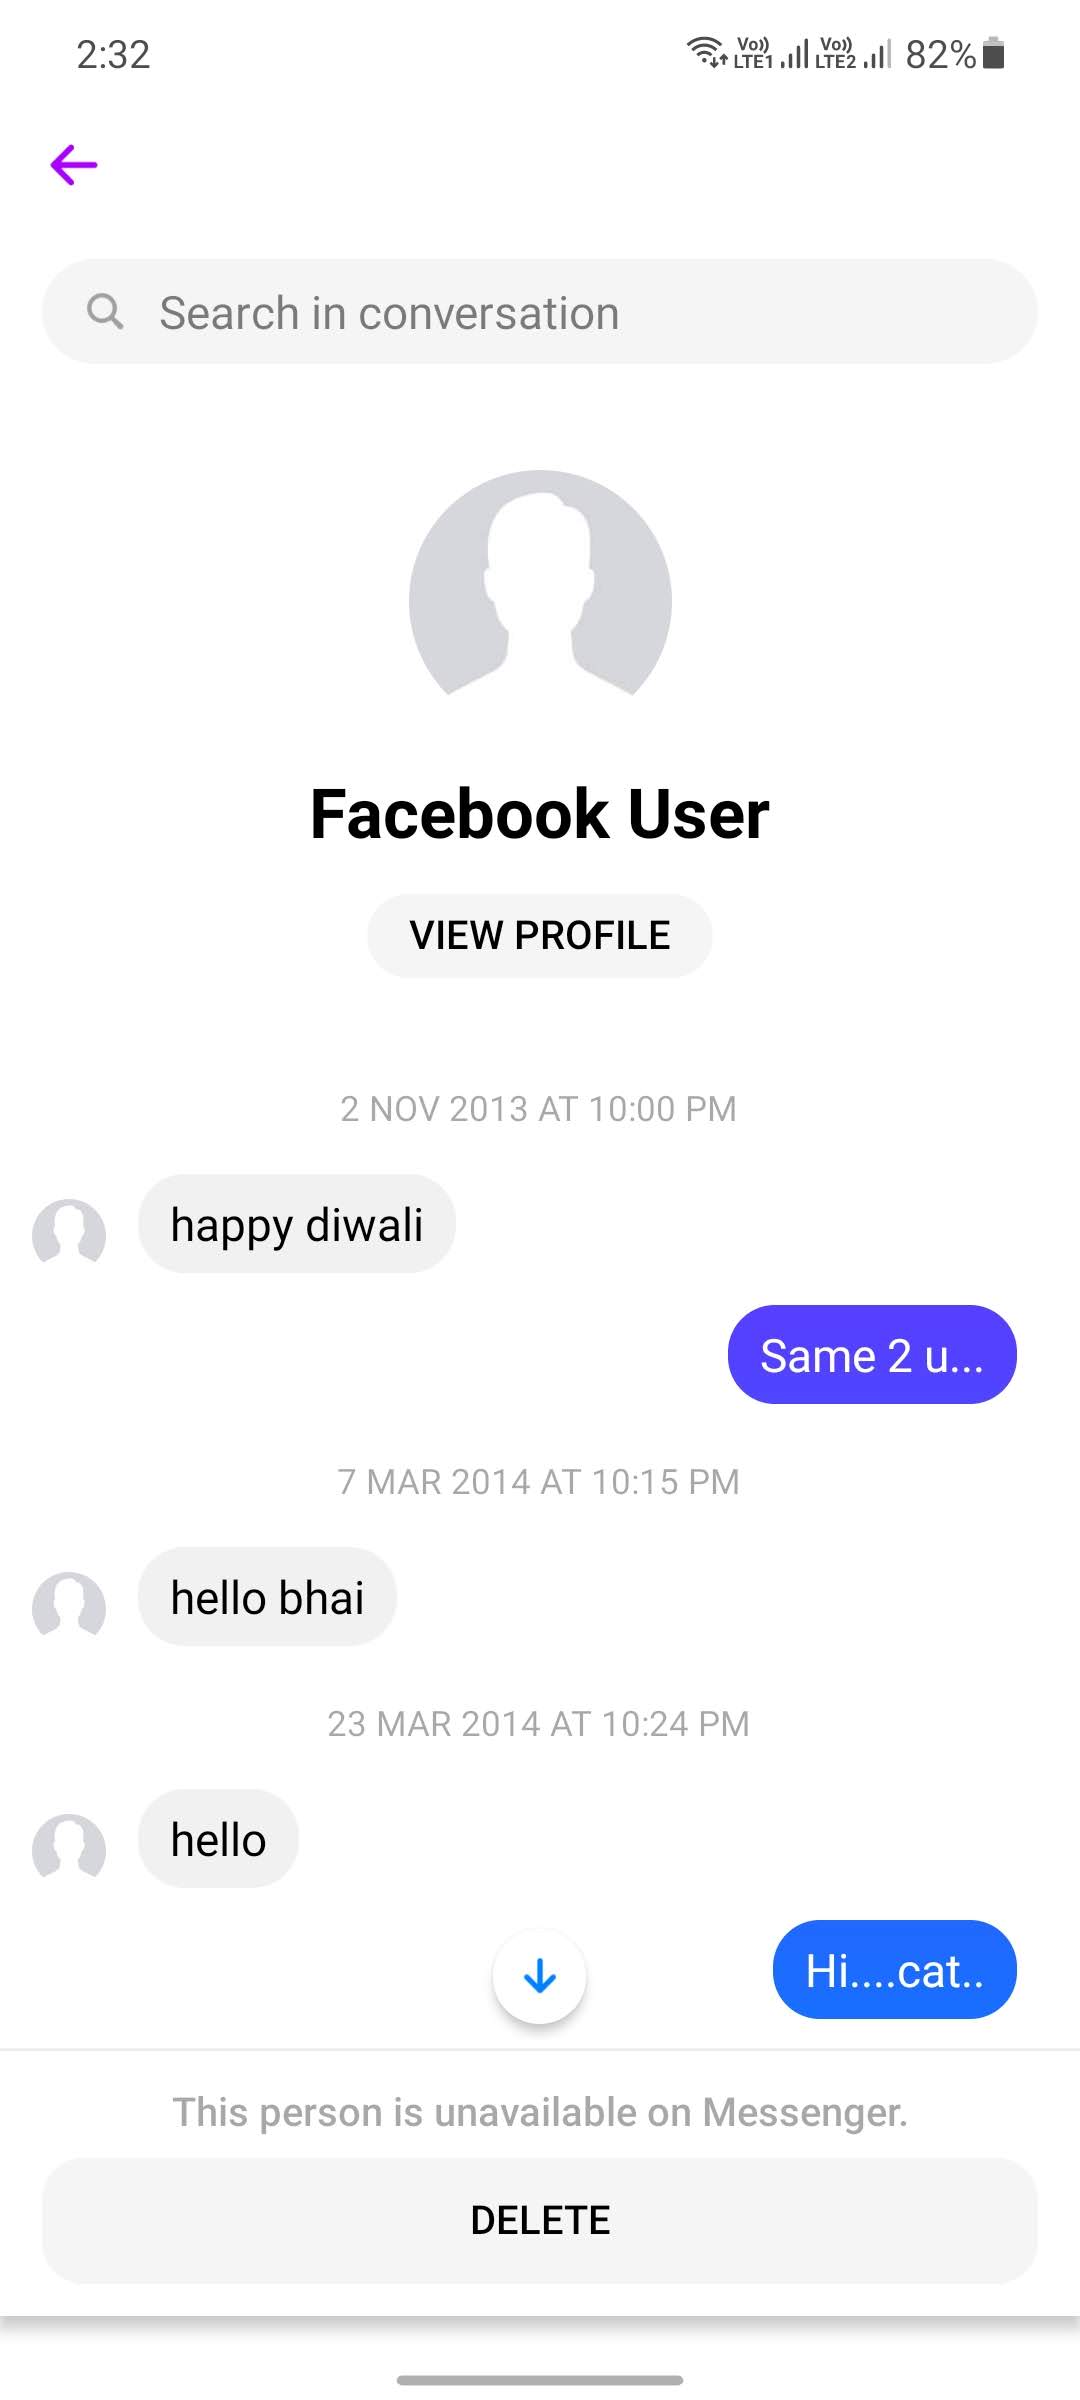 2:32
Vo)) LTE1 Vo)) LTE2 82%
Search in conversation
Facebook User
VIEW PROFILE
2 NOV 2013 AT 10:00 PM
happy diwali
Same 2 u...
7 MAR 2014 AT 10:15 PM
hello bhai
23 MAR 2014 AT 10:24 PM
hello
Hi....cat..
This person is unavailable on Messenger.
DELETE